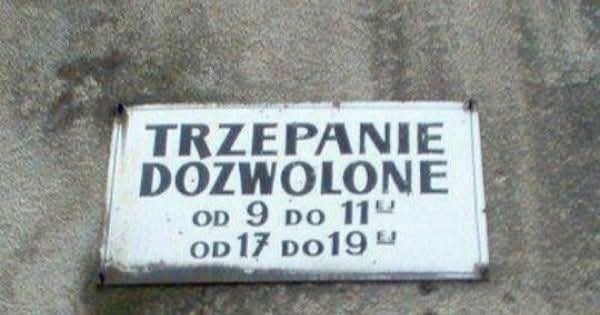 TRZEPANIE
DOZWOLONE
OD 9 DO 11EJ
OD 17 DO 19EJ